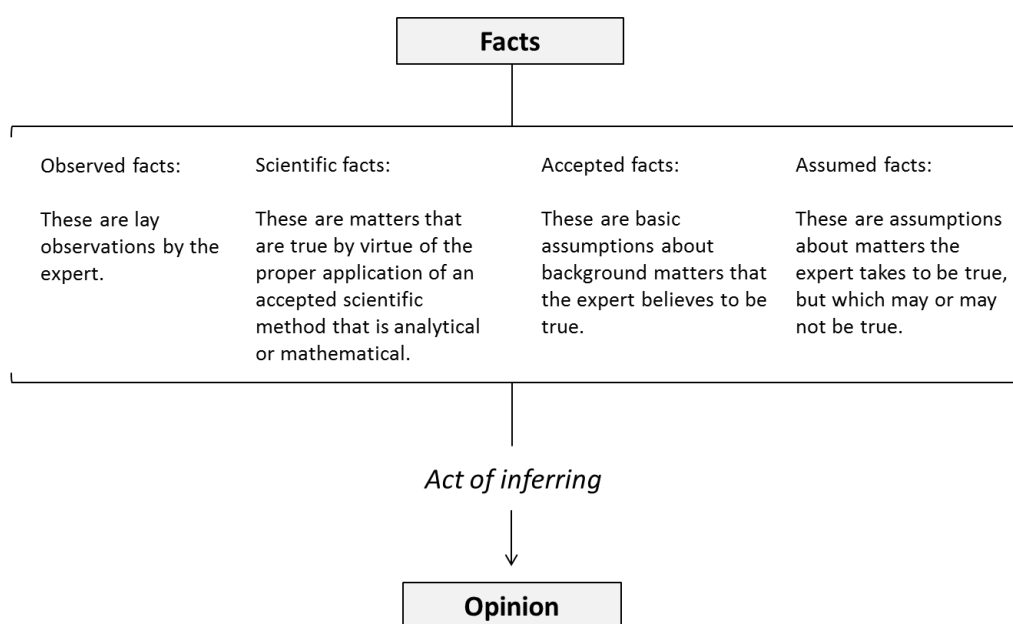 Facts
Observed facts:
These are lay
observations by the
expert.
Scientific facts:
These are matters that
are true by virtue of the
proper application of an
accepted scientific
method that is analytical
or mathematical.
Accepted facts:
These are basic
assumptions about
background matters that
the expert believes to be
true.
Assumed facts:
These are assumptions
about matters the
expert takes to be true,
but which may or may
not be true.
Act of inferring
Opinion